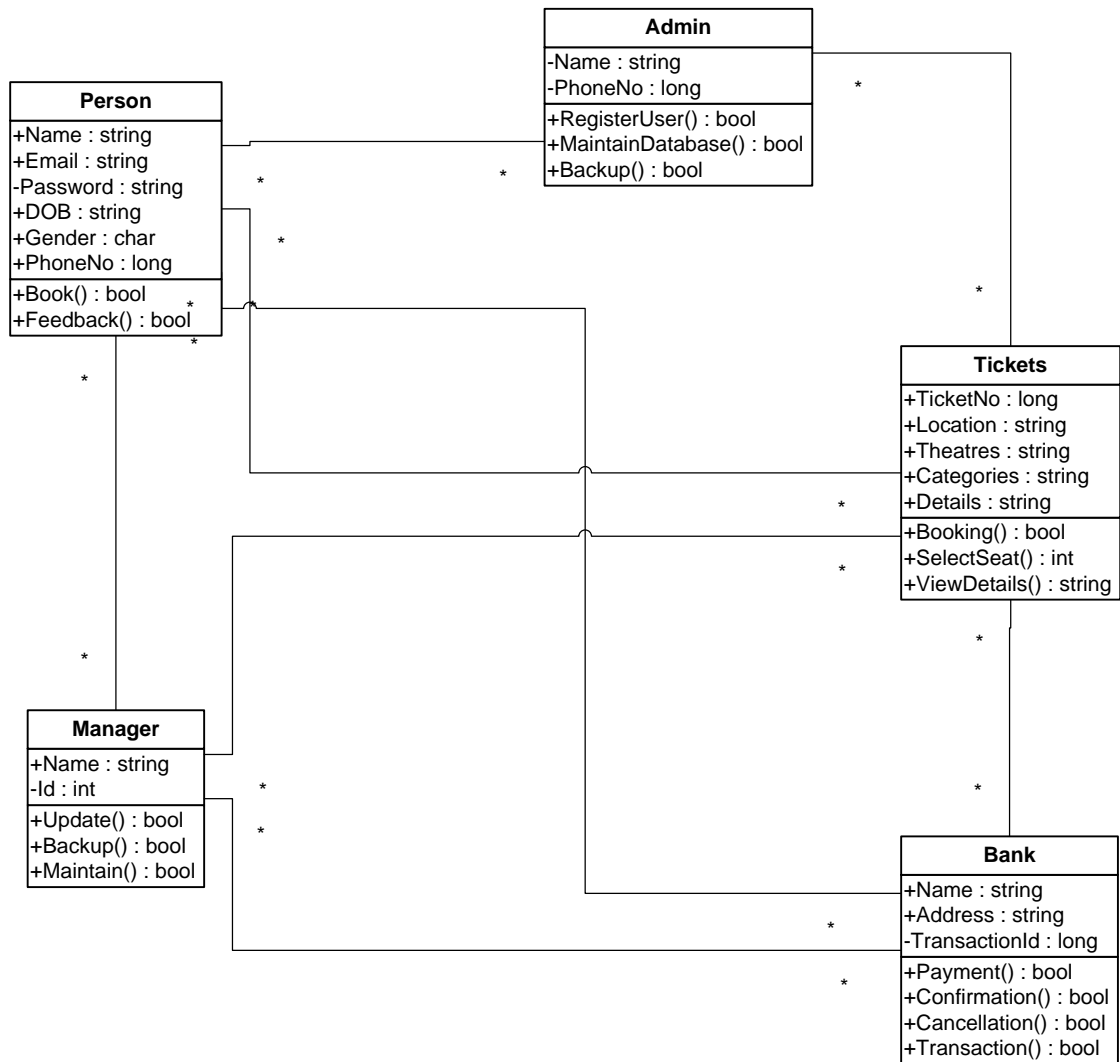 Admin
-Name : string
-PhoneNo : long
+RegisterUser() : bool
+MaintainDatabase() : bool
+Backup() : bool
*
*
*
*
Person
+Name : string
+Email : string
-Password : string
+DOB : string
+Gender : char
+PhoneNo : long
+Book() : bool
+Feedback() : bool
*
*
*
*
*
*
Tickets
+TicketNo : long
+Location : string
+Theatres : string
+Categories : string
+Details : string
+Booking() : bool
+SelectSeat() : int
+ViewDetails() : string
*
*
*
*
Manager
+Name : string
-Id : int
+Update() : bool
+Backup() : bool
+Maintain() : bool
*
*
*
*
Bank
+Name : string
+Address : string
-TransactionId : long
+Payment() : bool
+Confirmation() : bool
+Cancellation() : bool
+Transaction() : bool